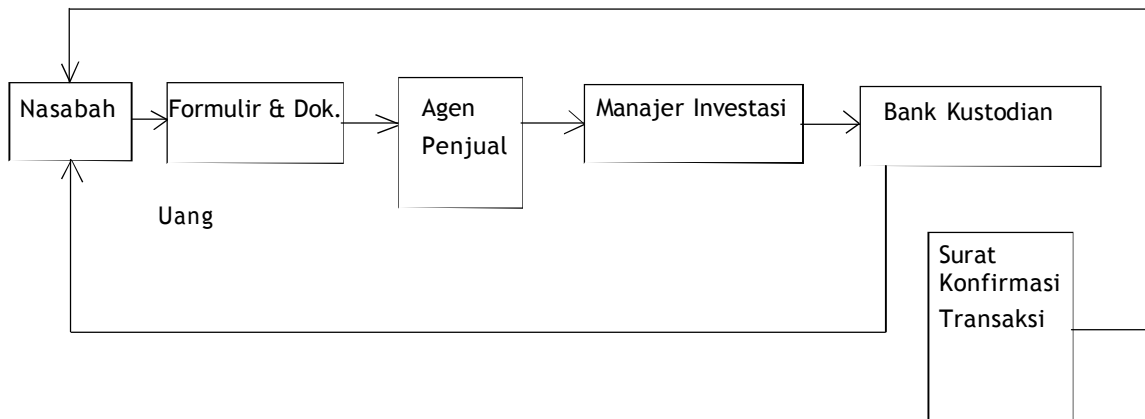 Nasabah
Formulir & Dok.
Agen
Penjual
Manajer Investasi
Bank Kustodian
Uang
Surat
Konfirmasi
Transaksi